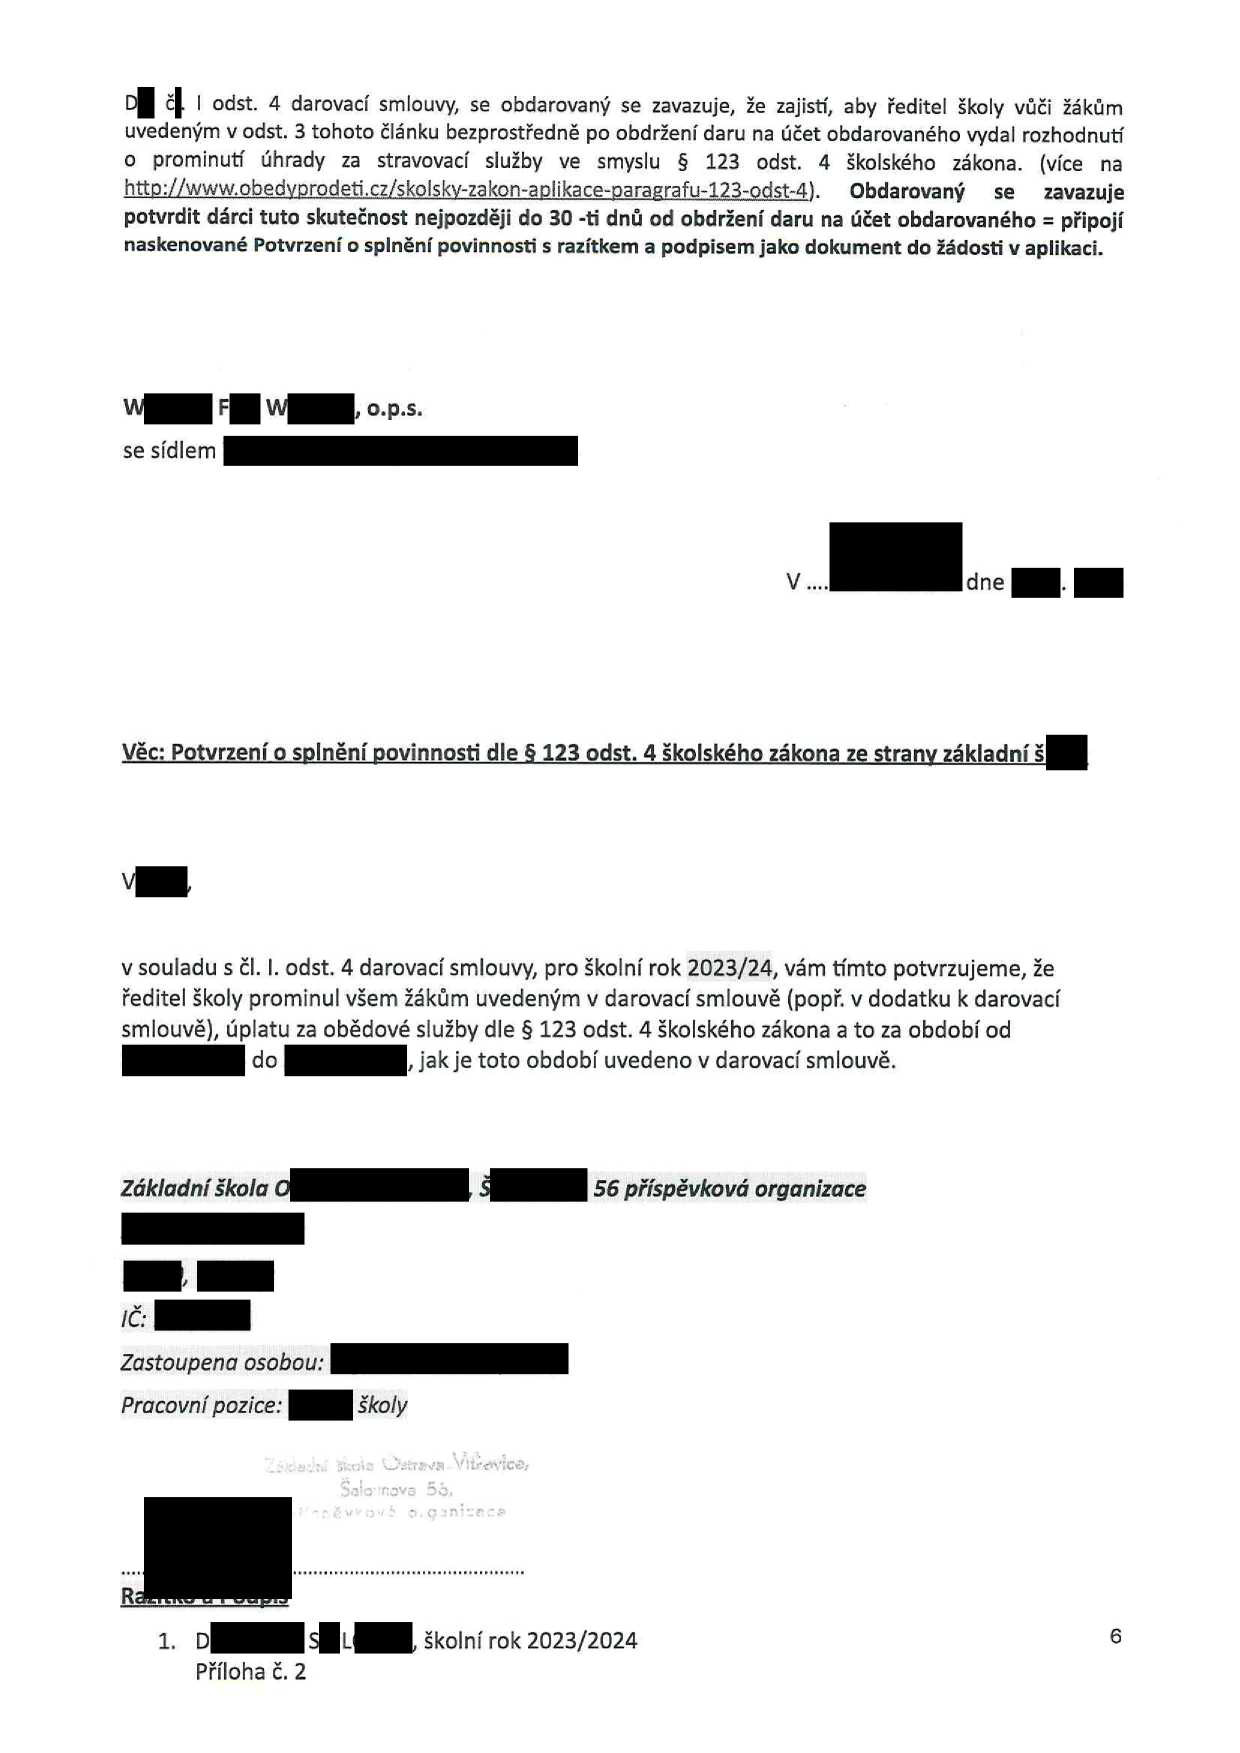 D č. I odst. 4 darovací smlouvy, se obdarovaný se zavazuje, že zajistí, aby ředitel školy vůči žákům
uvedeným v odst. 3 tohoto článku bezprostředně po obdržení daru na účet obdarovaného vydal rozhodnutí
o prominutí úhrady za stravovací služby ve smyslu § 123 odst. 4 školského zákona. (více na
http://www.obedyprodeti.cz/skolsky-zakon-aplikace-paragrafu-123-odst-4). Obdarovaný se zavazuje
potvrdit dárci tuto skutečnost nejpozději do 30 -ti dnů od obdržení daru na účet obdarovaného = připojí
naskenované Potvrzení o splnění povinnosti s razítkem a podpisem jako dokument do žádosti v aplikaci.
W F W, o.p.s.
se sídlem
V .... dne .
Věc: Potvrzení o splnění povinnosti dle § 123 odst. 4 školského zákona ze strany základní š
V,
v souladu s čl. I. odst. 4 darovací smlouvy, pro školní rok 2023/24, vám tímto potvrzujeme, že
ředitel školy prominul všem žákům uvedeným v darovací smlouvě (popř. v dodatku k darovací
smlouvě), úplatu za obědové služby dle § 123 odst. 4 školského zákona a to za období od
do , jak je toto období uvedeno v darovací smlouvě.
Základní škola O, Š 56 příspěvková organizace
,
IČ:
Zastoupena osobou:
Pracovní pozice: školy
Základní škola Ostrava-Vítkovice,
Šalounova 56,
organizace
Razítko a Podpis
1. D S L, školní rok 2023/2024
Příloha č. 2
6